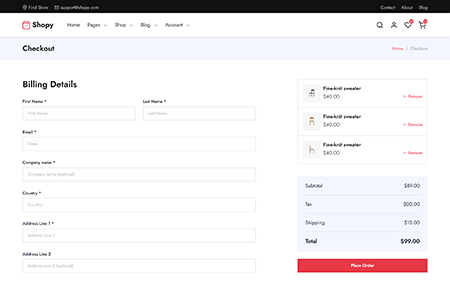 Find Store support@shopy.com Contact About Blog
Shopy Home Pages Shop Blog Account
Checkout Home / Checkout
Billing Details
First Name * Last Name *
First Name Last Name
Email *
Email
Company name *
Company name (optional)
Country *
Country
Address Line 1 *
Address Line 1
Address Line 2
Address Line 2 (optional)
Fine-knit sweater
$40.00 × Remove
Fine-knit sweater
$40.00 × Remove
Fine-knit sweater
$40.00 × Remove
Subtotal $89.00
Tax $00.00
Shipping $10.00
Total $99.00
Place Order